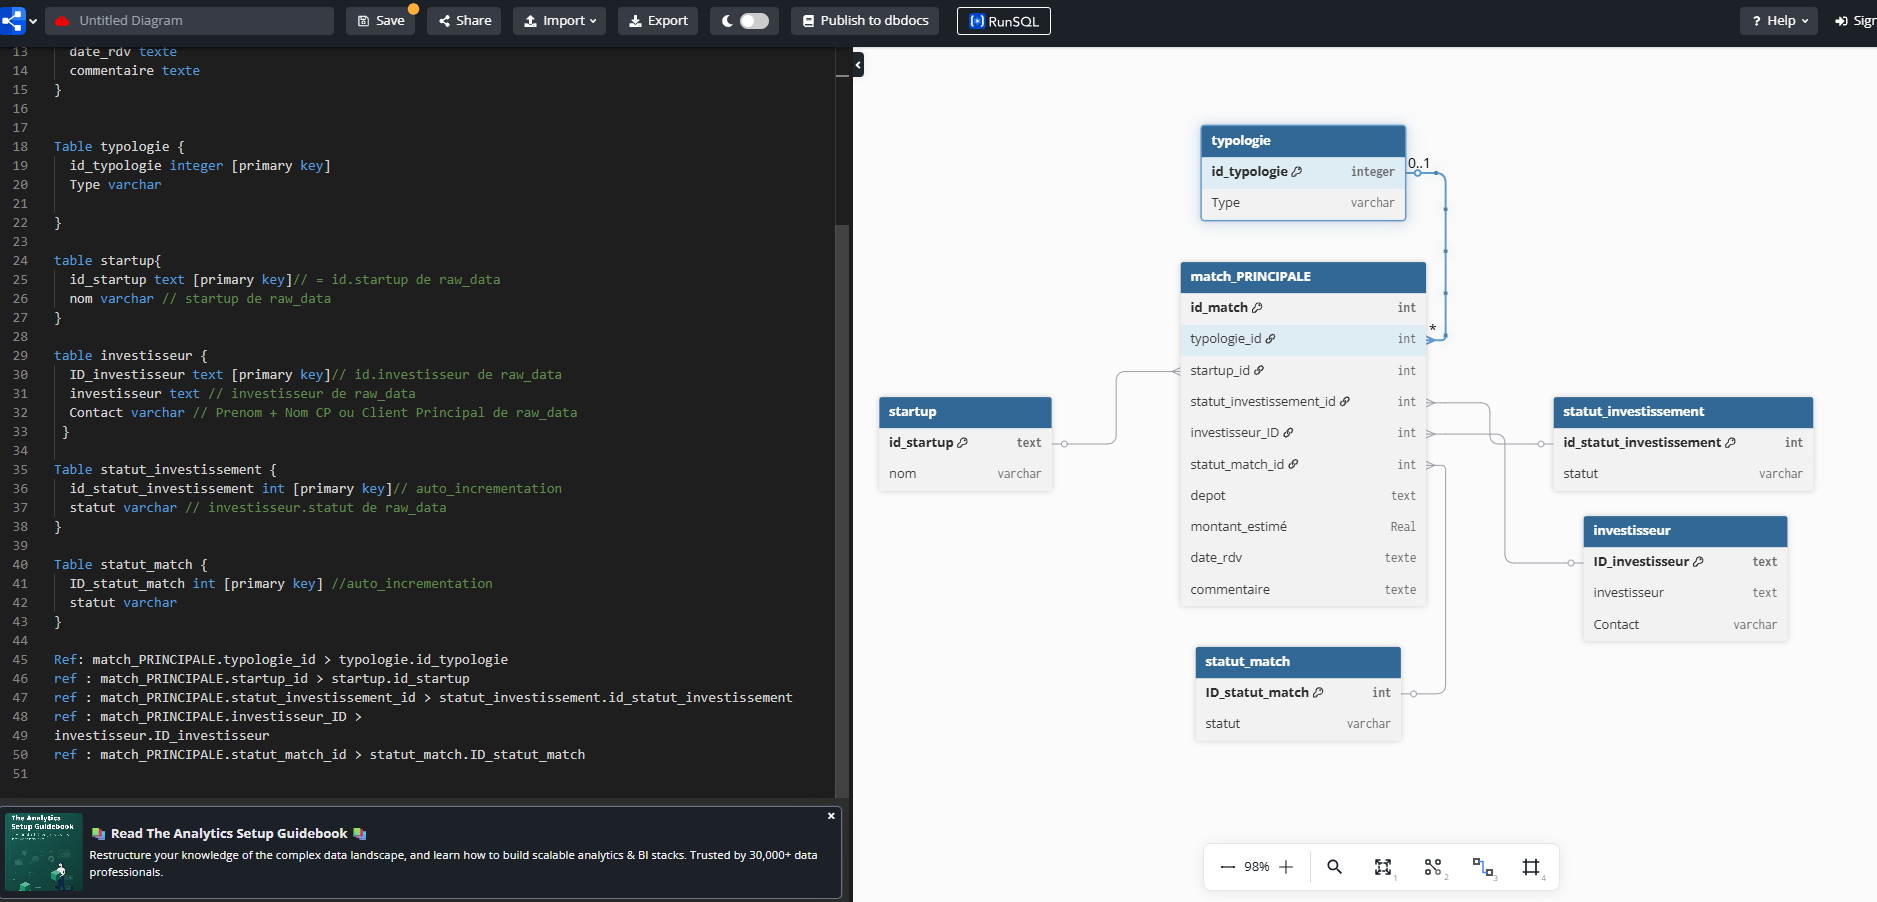 Untitled Diagram
Save
Share
Import
Export
Publish to dbdocs
RunSQL
? Help
Sig
13 date_rdv texte
14 commentaire texte
15 }
16
17
18 Table typologie {
19 id_typologie integer [primary key]
20 Type varchar
21
22 }
23
24 table startup{
25 id_startup text [primary key]// = id.startup de raw_data
26 nom varchar // startup de raw_data
27 }
28
29 table investisseur {
30 ID_investisseur text [primary key]// id.investisseur de raw_data
31 investisseur text // investisseur de raw_data
32 Contact varchar // Prenom + Nom CP ou Client Principal de raw_data
33 }
34
35 Table statut_investissement {
36 id_statut_investissement int [primary key]// auto_incrementation
37 statut varchar // investisseur.statut de raw_data
38 }
39
40 Table statut_match {
41 ID_statut_match int [primary key] //auto_incrementation
42 statut varchar
43 }
44
45 Ref: match_PRINCIPALE.typologie_id > typologie.id_typologie
46 ref : match_PRINCIPALE.startup_id > startup.id_startup
47 ref : match_PRINCIPALE.statut_investissement_id > statut_investissement.id_statut_investissement
48 ref : match_PRINCIPALE.investisseur_ID >
49 investisseur.ID_investisseur
50 ref : match_PRINCIPALE.statut_match_id > statut_match.ID_statut_match
51
The Analytics
Setup Guidebook
Read The Analytics Setup Guidebook
Restructure your knowledge of the complex data landscape, and learn how to build scalable analytics & BI stacks. Trusted by 30,000+ data
professionals.
typologie
id_typologie integer
0..1
Type varchar
match_PRINCIPALE
id_match int
*
typologie_id int
startup_id int
statut_investissement_id int
investisseur_ID int
statut_match_id int
depot text
montant_estimé Real
date_rdv texte
commentaire texte
startup
id_startup text
nom varchar
statut_investissement
id_statut_investissement int
statut varchar
investisseur
ID_investisseur text
investisseur text
Contact varchar
statut_match
ID_statut_match int
statut varchar
98%
1
2
3
4